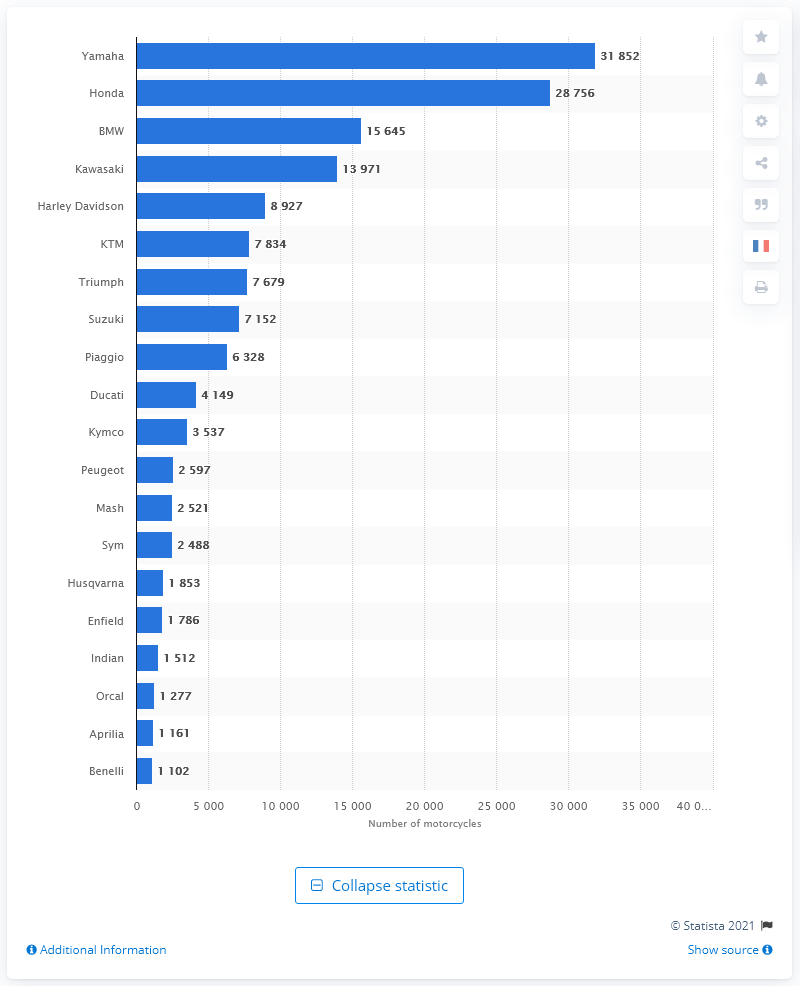 Yamaha 31 852
Honda 28 756
BMW 15 645
Kawasaki 13 971
Harley Davidson 8 927
KTM 7 834
Triumph 7 679
Suzuki 7 152
Piaggio 6 328
Ducati 4 149
Kymco 3 537
Peugeot 2 597
Mash 2 521
Sym 2 488
Husqvarna 1 853
Enfield 1 786
Indian 1 512
Orcal 1 277
Aprilia 1 161
Benelli 1 102
0 5 000 10 000 15 000 20 000 25 000 30 000 35 000 40 0...
Number of motorcycles
Collapse statistic
© Statista 2021
Additional Information Show source